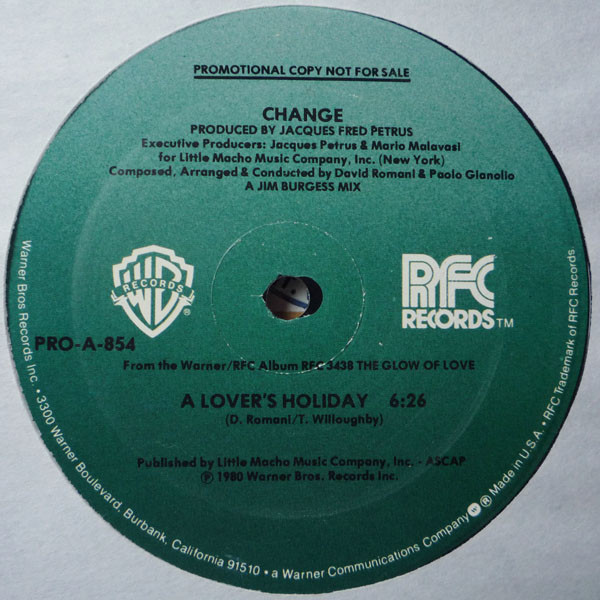 PROMOTIONAL COPY NOT FOR SALE
CHANGE
PRODUCED BY JACQUES FRED PETRUS
Executive Producers: Jacques Petrus & Mario Malavasi
for Little Macho Music Company, Inc. (New York)
Composed, Arranged & Conducted by David Romani & Paolo Gianolio
A JIM BURGESS MIX
WB
RECORDS
®
RFC
RECORDS™
PRO-A-854
From the Warner/RFC Album RFC 3438 THE GLOW OF LOVE
A LOVER'S HOLIDAY 6:26
(D. Romani/T. Willoughby)
Published by Little Macho Music Company, Inc. - ASCAP
℗ 1980 Warner Bros. Records Inc.
Warner Bros Records Inc. • 3300 Warner Boulevard, Burbank, California 91510 • a Warner Communications Company ® Made in U.S.A. • RFC Trademark of RFC Records